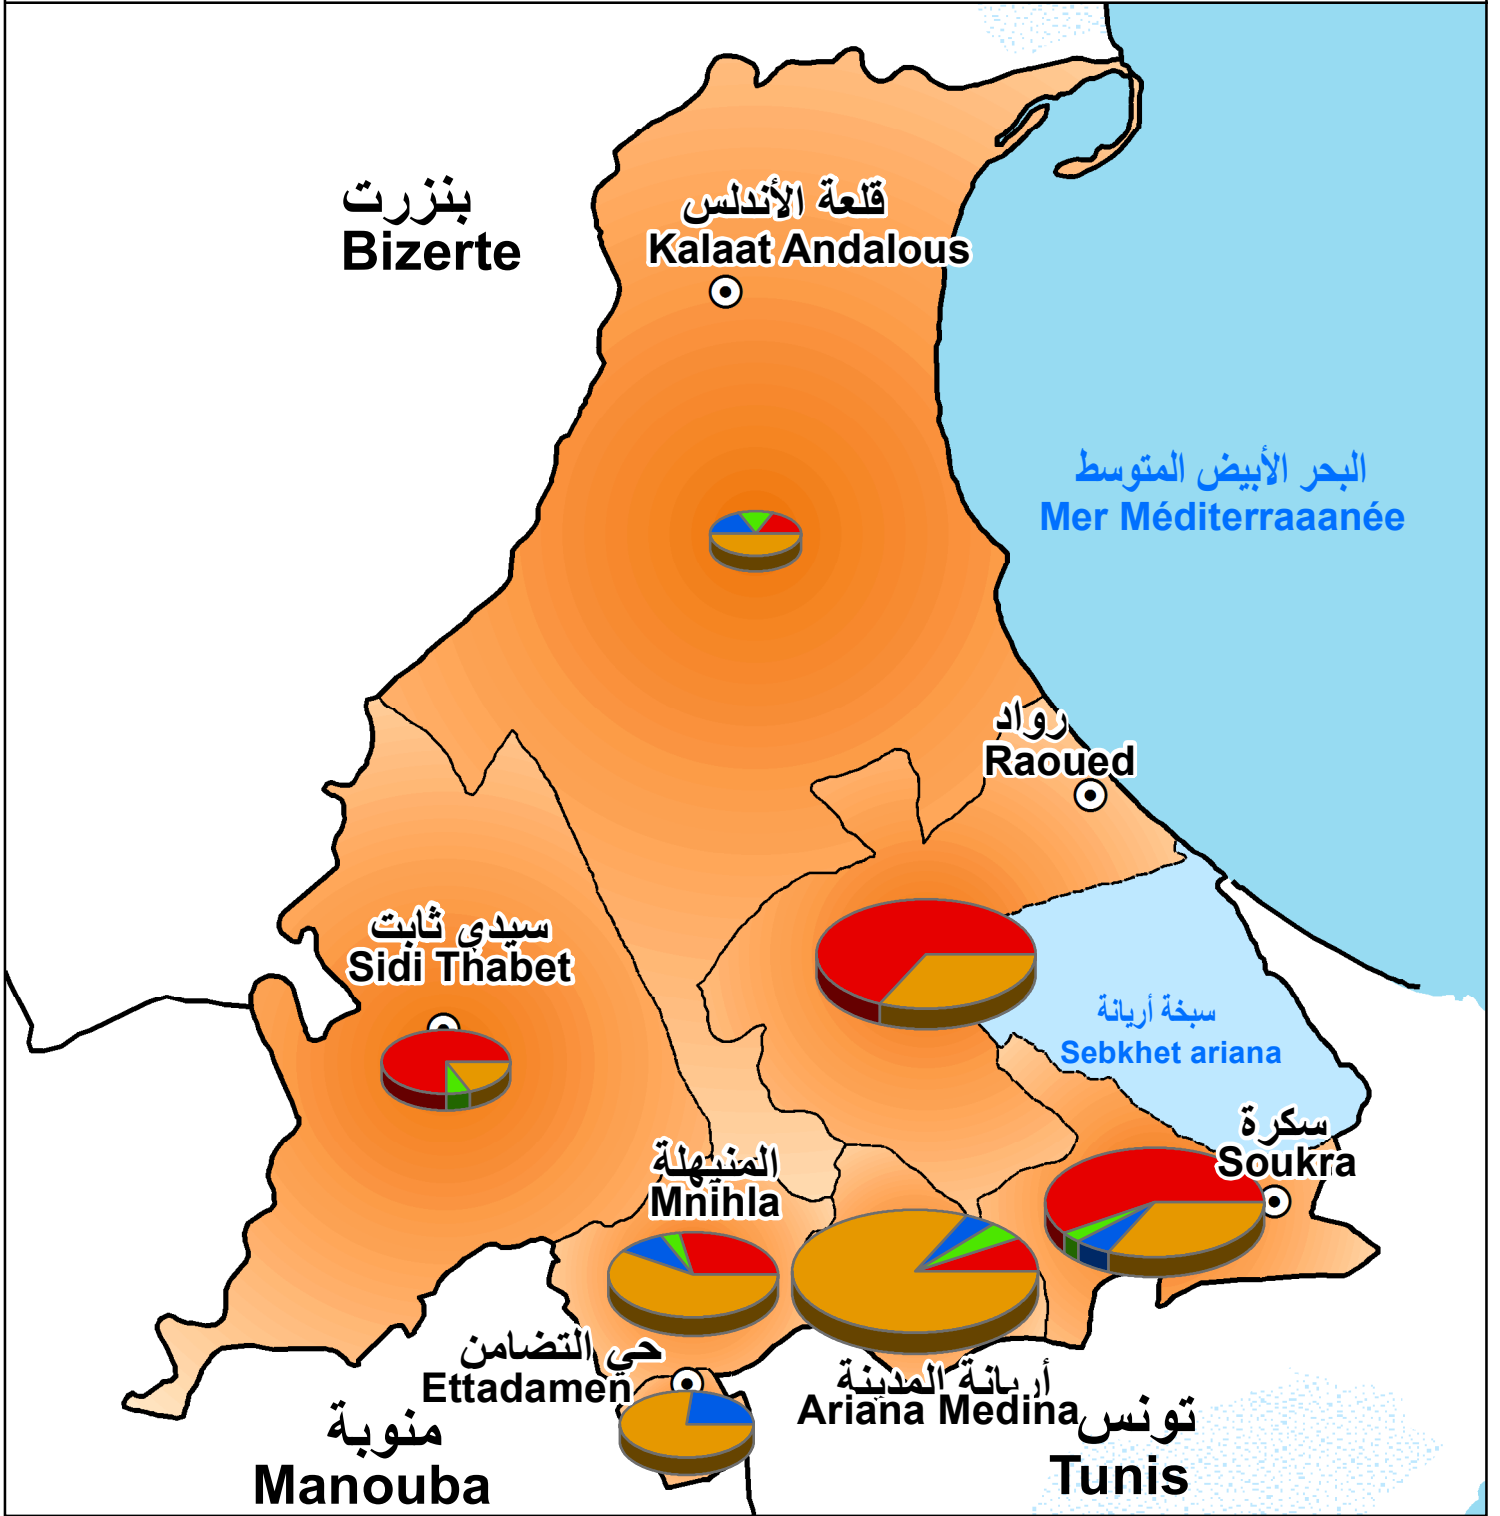 بنزرت
Bizerte
قلعة الأندلس
Kalaat Andalous
البحر الأبيض المتوسط
Mer Méditerraaanée
رواد
Raoued
سيدي ثابت
Sidi Thabet
سبخة أريانة
Sebkhet ariana
سكرة
Soukra
المنيهلة
Mnihla
حي التضامن
Ettadamen
أريانة المدينة
Ariana Medina
منوبة
Manouba
تونس
Tunis